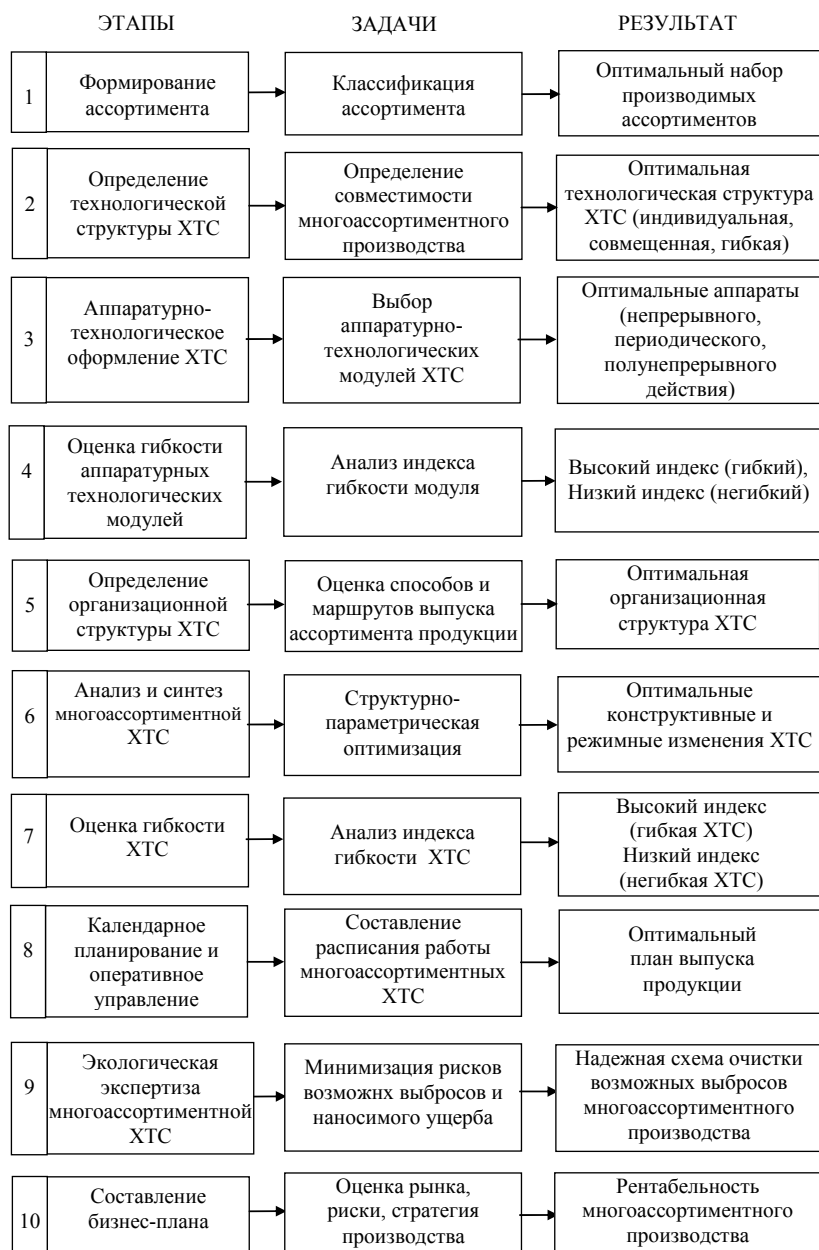 ЭТАПЫ ЗАДАЧИ РЕЗУЛЬТАТ
1
Формирование
ассортимента
Классификация
ассортимента
Оптимальный набор
производимых
ассортиментов
2
Определение
технологической
структуры ХТС
Определение
совместимости
многоассортиментного
производства
Оптимальная
технологическая структура
ХТС (индивидуальная,
совмещенная, гибкая)
3
Аппаратурно-
технологическое
оформление ХТС
Выбор
аппаратурно-
технологических
модулей ХТС
Оптимальные аппараты
(непрерывного,
периодического,
полунепрерывного
действия)
4
Оценка гибкости
аппаратурных
технологических
модулей
Анализ индекса
гибкости модуля
Высокий индекс (гибкий),
Низкий индекс (негибкий)
5
Определение
организационной
структуры ХТС
Оценка способов и
маршрутов выпуска
ассортимента продукции
Оптимальная
организационная
структура ХТС
6
Анализ и синтез
многоассортиментной
ХТС
Структурно-
параметрическая
оптимизация
Оптимальные
конструктивные и
режимные изменения ХТС
7
Оценка гибкости
ХТС
Анализ индекса
гибкости ХТС
Высокий индекс
(гибкая ХТС)
Низкий индекс
(негибкая ХТС)
8
Календарное
планирование и
оперативное
управление
Составление
расписания работы
многоассортиментных
ХТС
Оптимальный
план выпуска
продукции
9
Экологическая
экспертиза
многоассортиментной
ХТС
Минимизация рисков
возможнх выбросов и
наносимого ущерба
Надежная схема очистки
возможных выбросов
многоассортиментного
производства
10
Составление
бизнес-плана
Оценка рынка,
риски, стратегия
производства
Рентабельность
многоассортиментного
производства